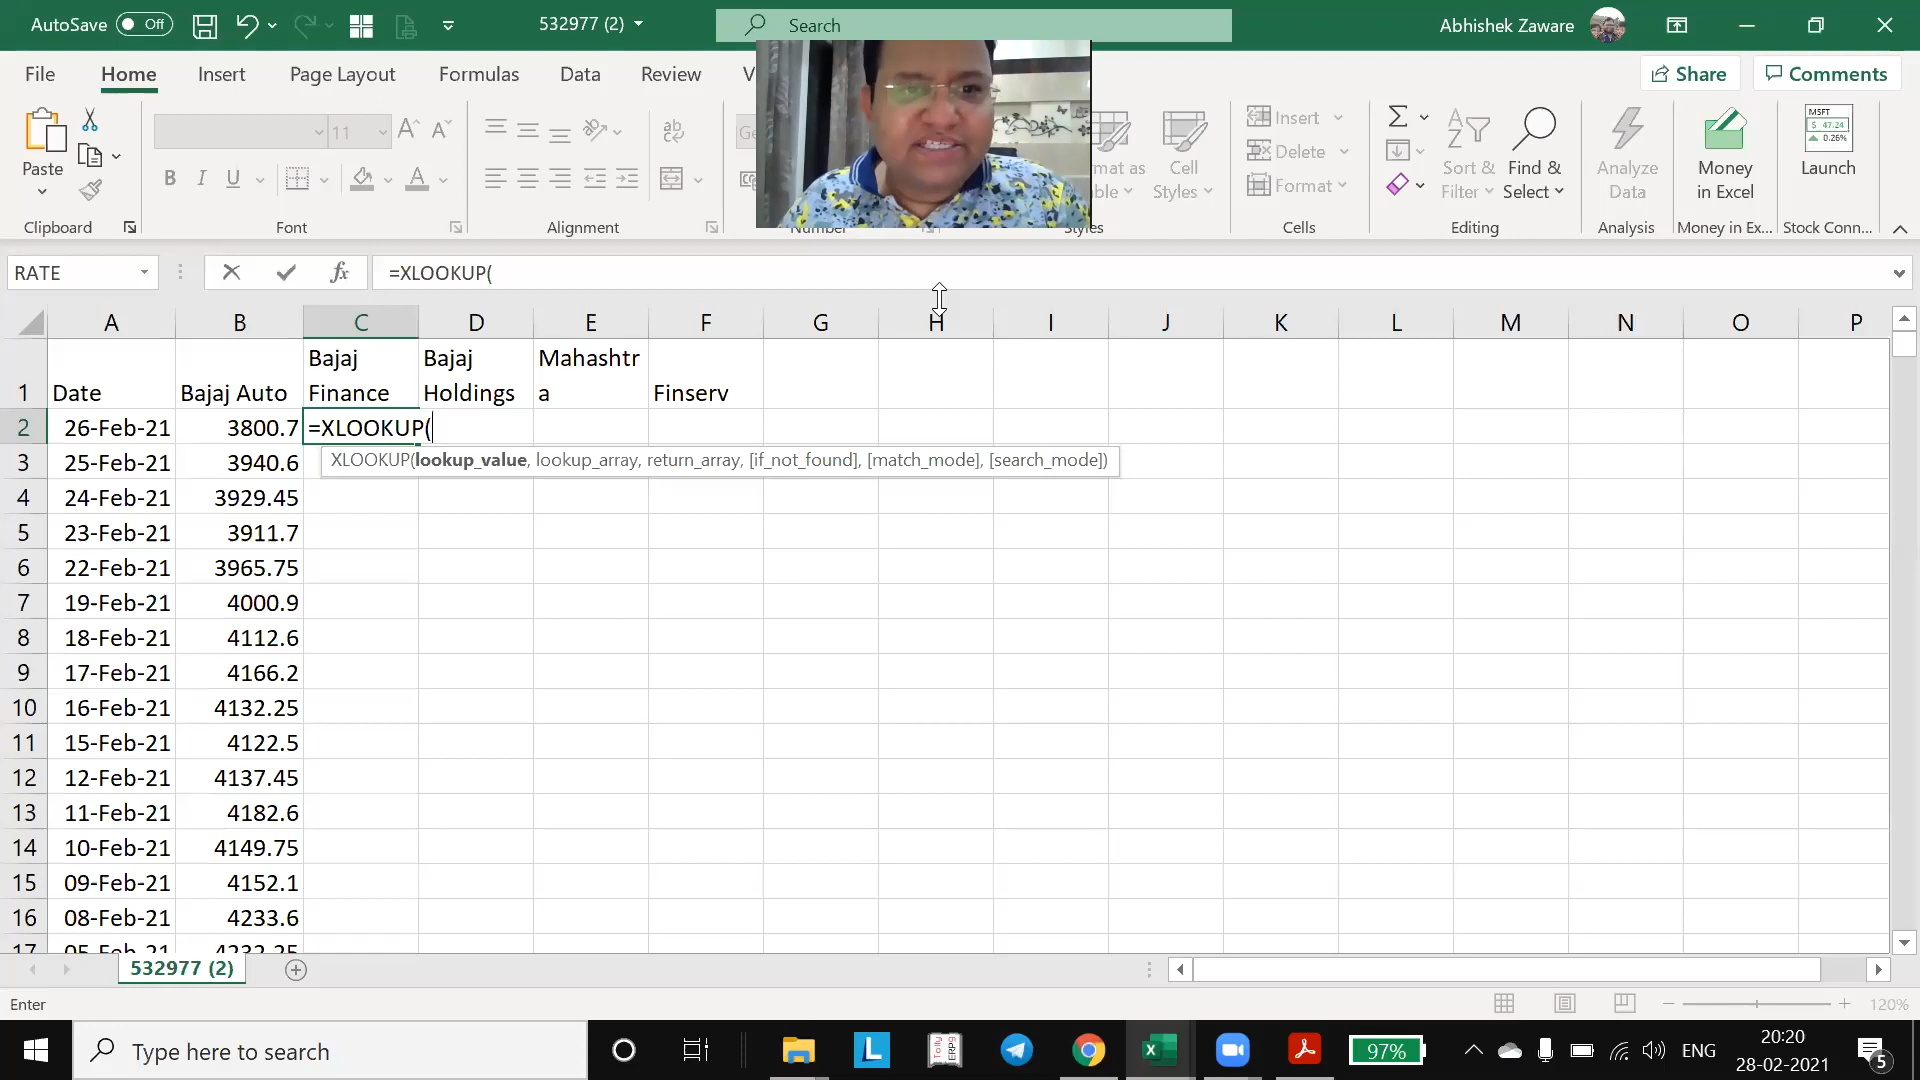 AutoSave Off 532977 (2) Search Abhishek Zaware
File Home Insert Page Layout Formulas Data Review V Share Comments
Paste
11
B I U
ab
Ge
rmat as
ble
Cell
Styles
Insert
Delete
Format
Sort &
Filter
Find &
Select
Analyze
Data
Money
in Excel
MSFT
$ 47.24
0.26%
Launch
Clipboard Font Alignment Number Styles Cells Editing Analysis Money in Ex... Stock Conn...
RATE fx =XLOOKUP(
A B C D E F G H I J K L M N O P
1 Date Bajaj Auto Bajaj Finance Bajaj Holdings Mahashtra Finserv
2 26-Feb-21 3800.7 =XLOOKUP(
XLOOKUP(lookup_value, lookup_array, return_array, [if_not_found], [match_mode], [search_mode])
3 25-Feb-21 3940.6
4 24-Feb-21 3929.45
5 23-Feb-21 3911.7
6 22-Feb-21 3965.75
7 19-Feb-21 4000.9
8 18-Feb-21 4112.6
9 17-Feb-21 4166.2
10 16-Feb-21 4132.25
11 15-Feb-21 4122.5
12 12-Feb-21 4137.45
13 11-Feb-21 4182.6
14 10-Feb-21 4149.75
15 09-Feb-21 4152.1
16 08-Feb-21 4233.6
17 05-Feb-21 4232.25
532977 (2)
Enter 120%
Type here to search 97% ENG 20:20
28-02-2021 5